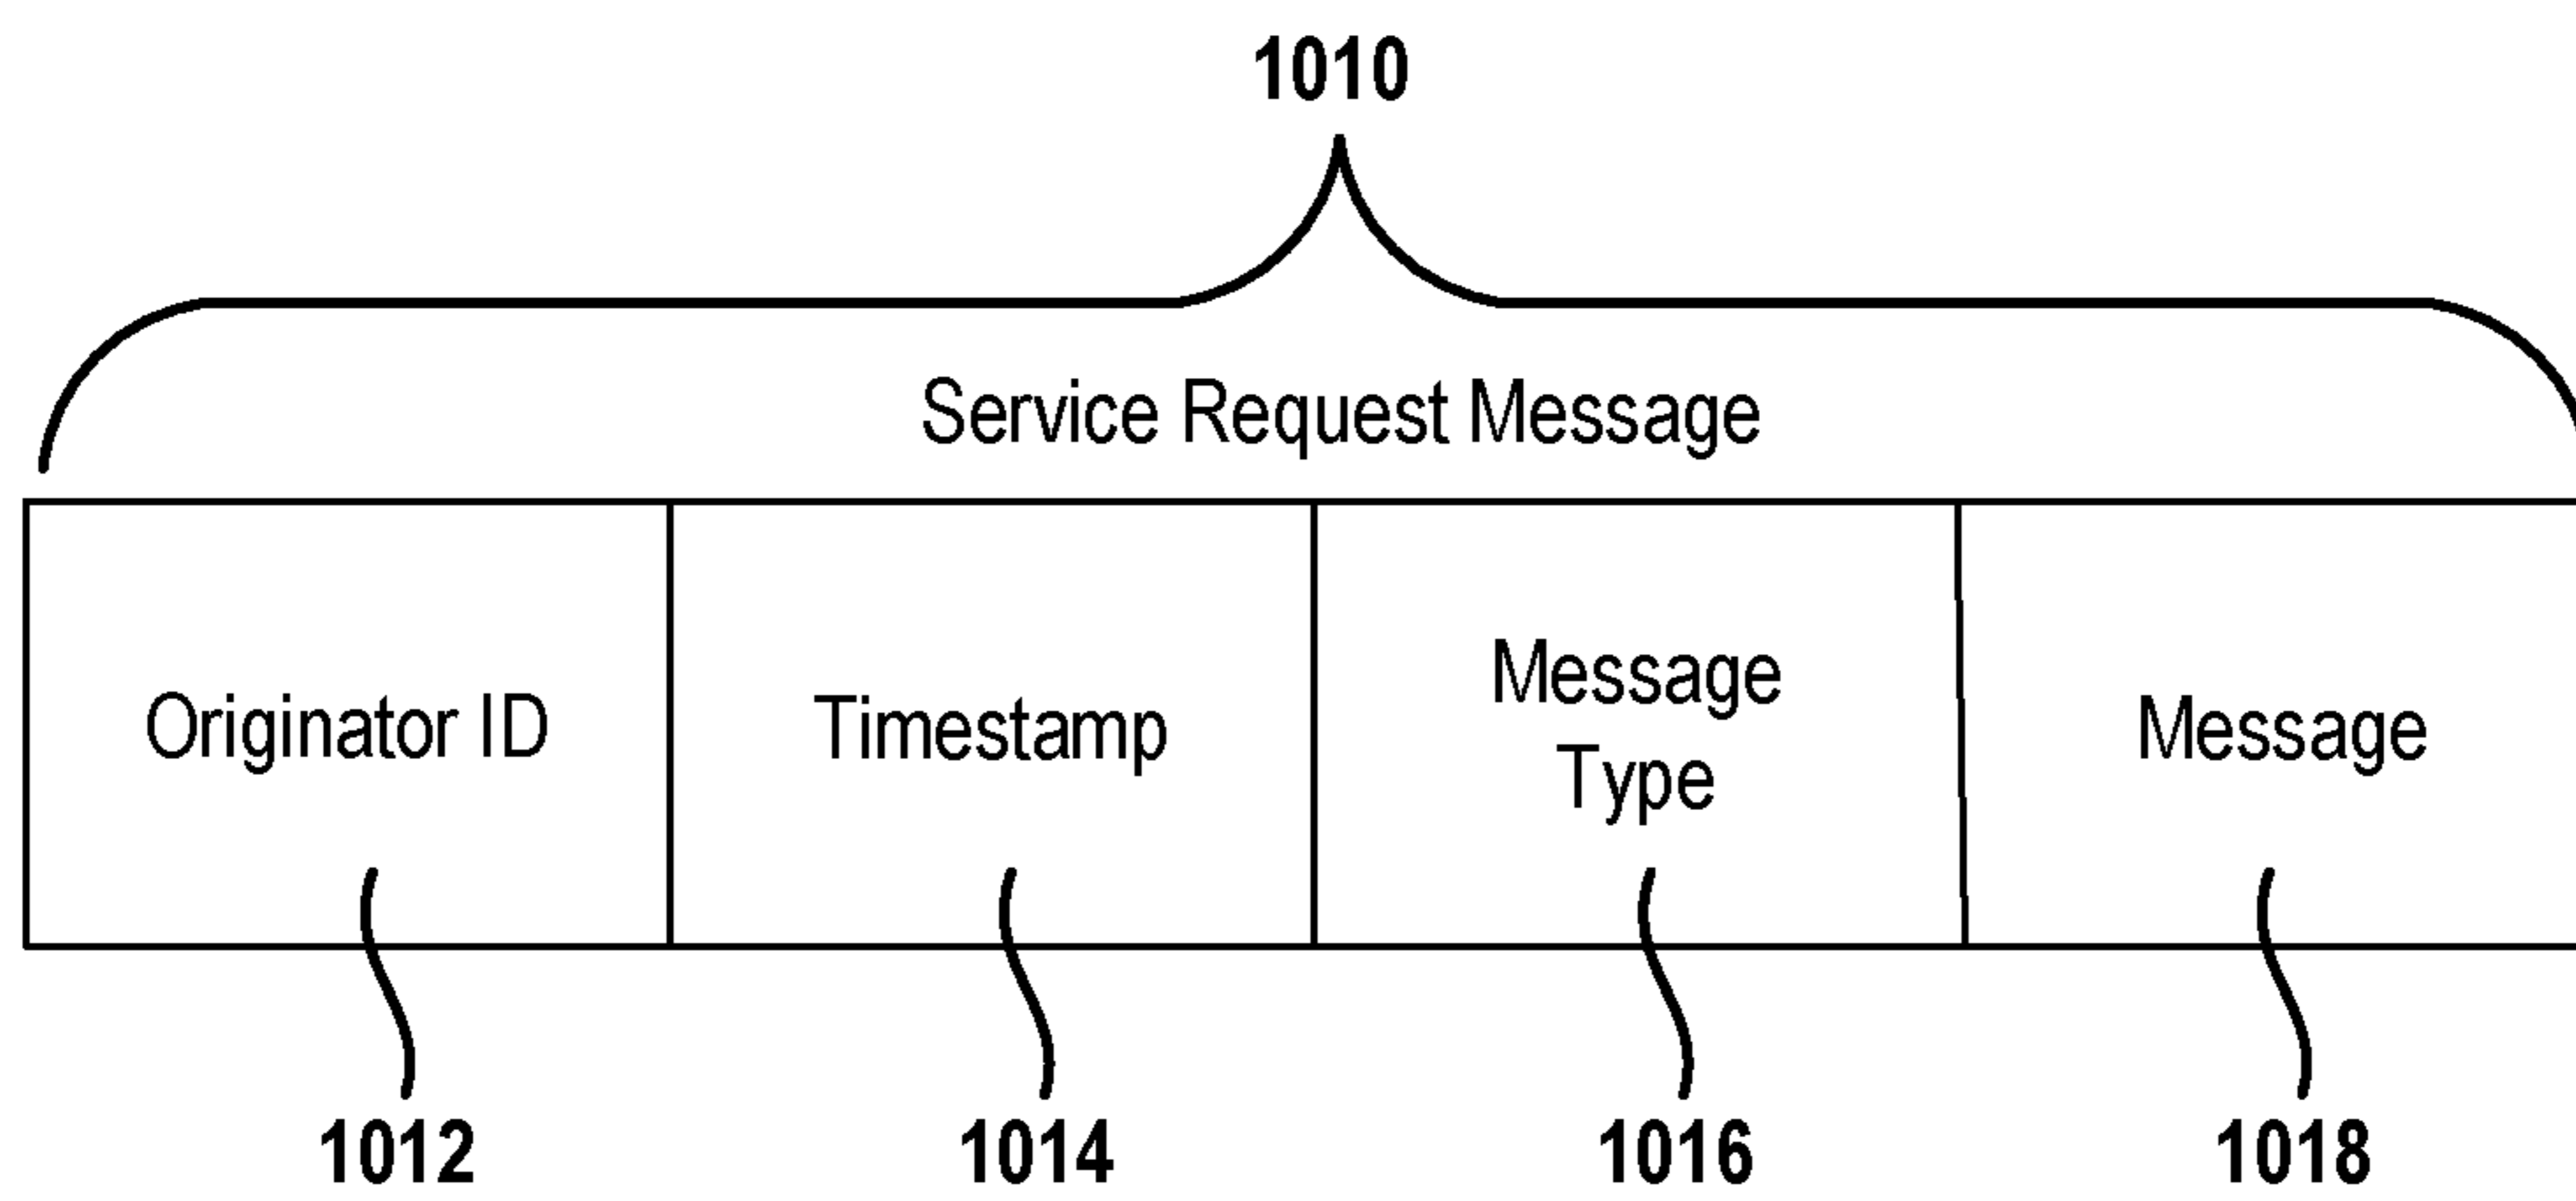 1010
Service Request Message
Originator ID
Timestamp
Message
Type
Message
1012
1014
1016
1018